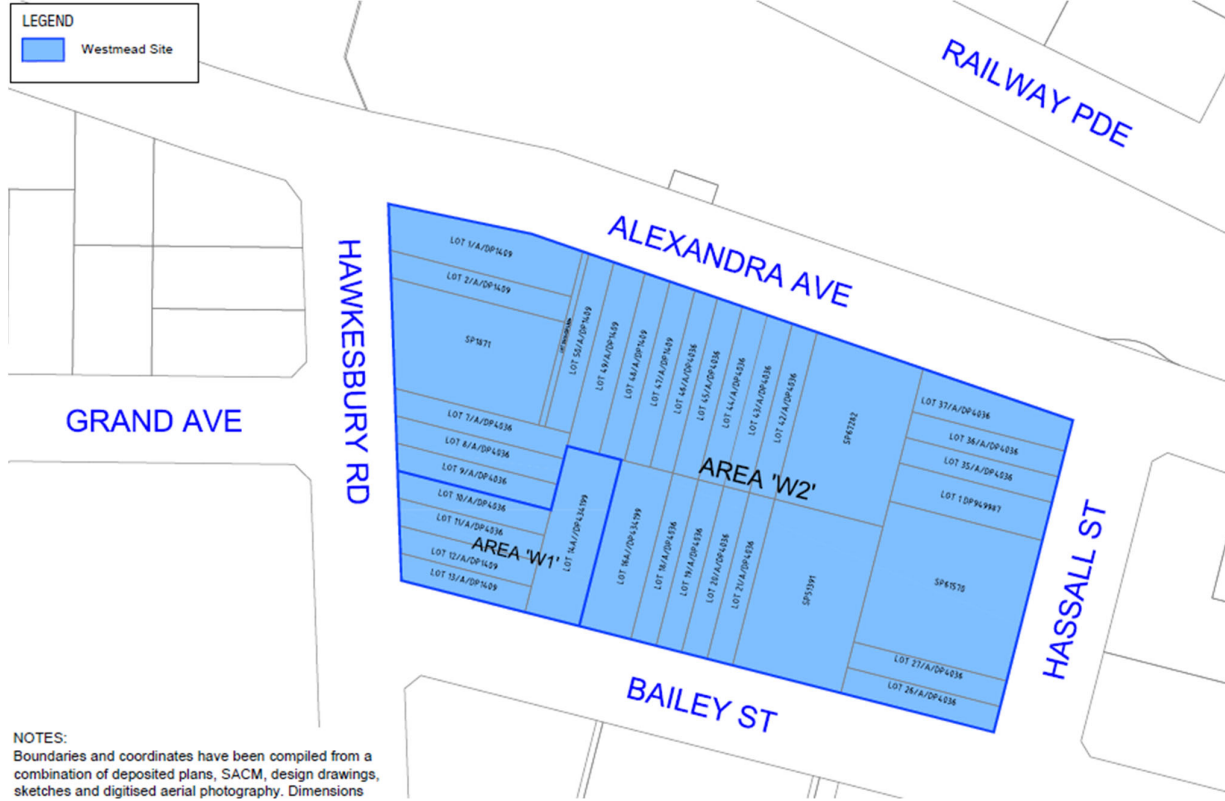 LEGEND
Westmead Site
RAILWAY PDE
ALEXANDRA AVE
HAWKESBURY RD
GRAND AVE
LOT 1/A/DP1409
LOT 2/A/DP1409
SP1871
LOT 7/A/DP4036
LOT 8/A/DP4036
LOT 9/A/DP4036
LOT 10/A/DP4036
LOT 11/A/DP4036
LOT 12/A/DP1409
LOT 13/A/DP1409
AREA 'W1'
LOT 14A//DP434199
LOT 50/A/DP1409
LOT 49/A/DP1409
LOT 48/A/DP1409
LOT 47/A/DP1409
LOT 46/A/DP4036
LOT 45/A/DP4036
LOT 44/A/DP4036
LOT 43/A/DP4036
LOT 42/A/DP4036
SP67282
AREA 'W2'
LOT 16A//DP434199
LOT 18/A/DP4036
LOT 19/A/DP4036
LOT 20/A/DP4036
LOT 21/A/DP4036
SP51391
LOT 37/A/DP4036
LOT 36/A/DP4036
LOT 35/A/DP4036
LOT 1 DP949987
SP61570
LOT 27/A/DP4036
LOT 26/A/DP4036
HASSALL ST
BAILEY ST
NOTES:
Boundaries and coordinates have been compiled from a
combination of deposited plans, SACM, design drawings,
sketches and digitised aerial photography. Dimensions